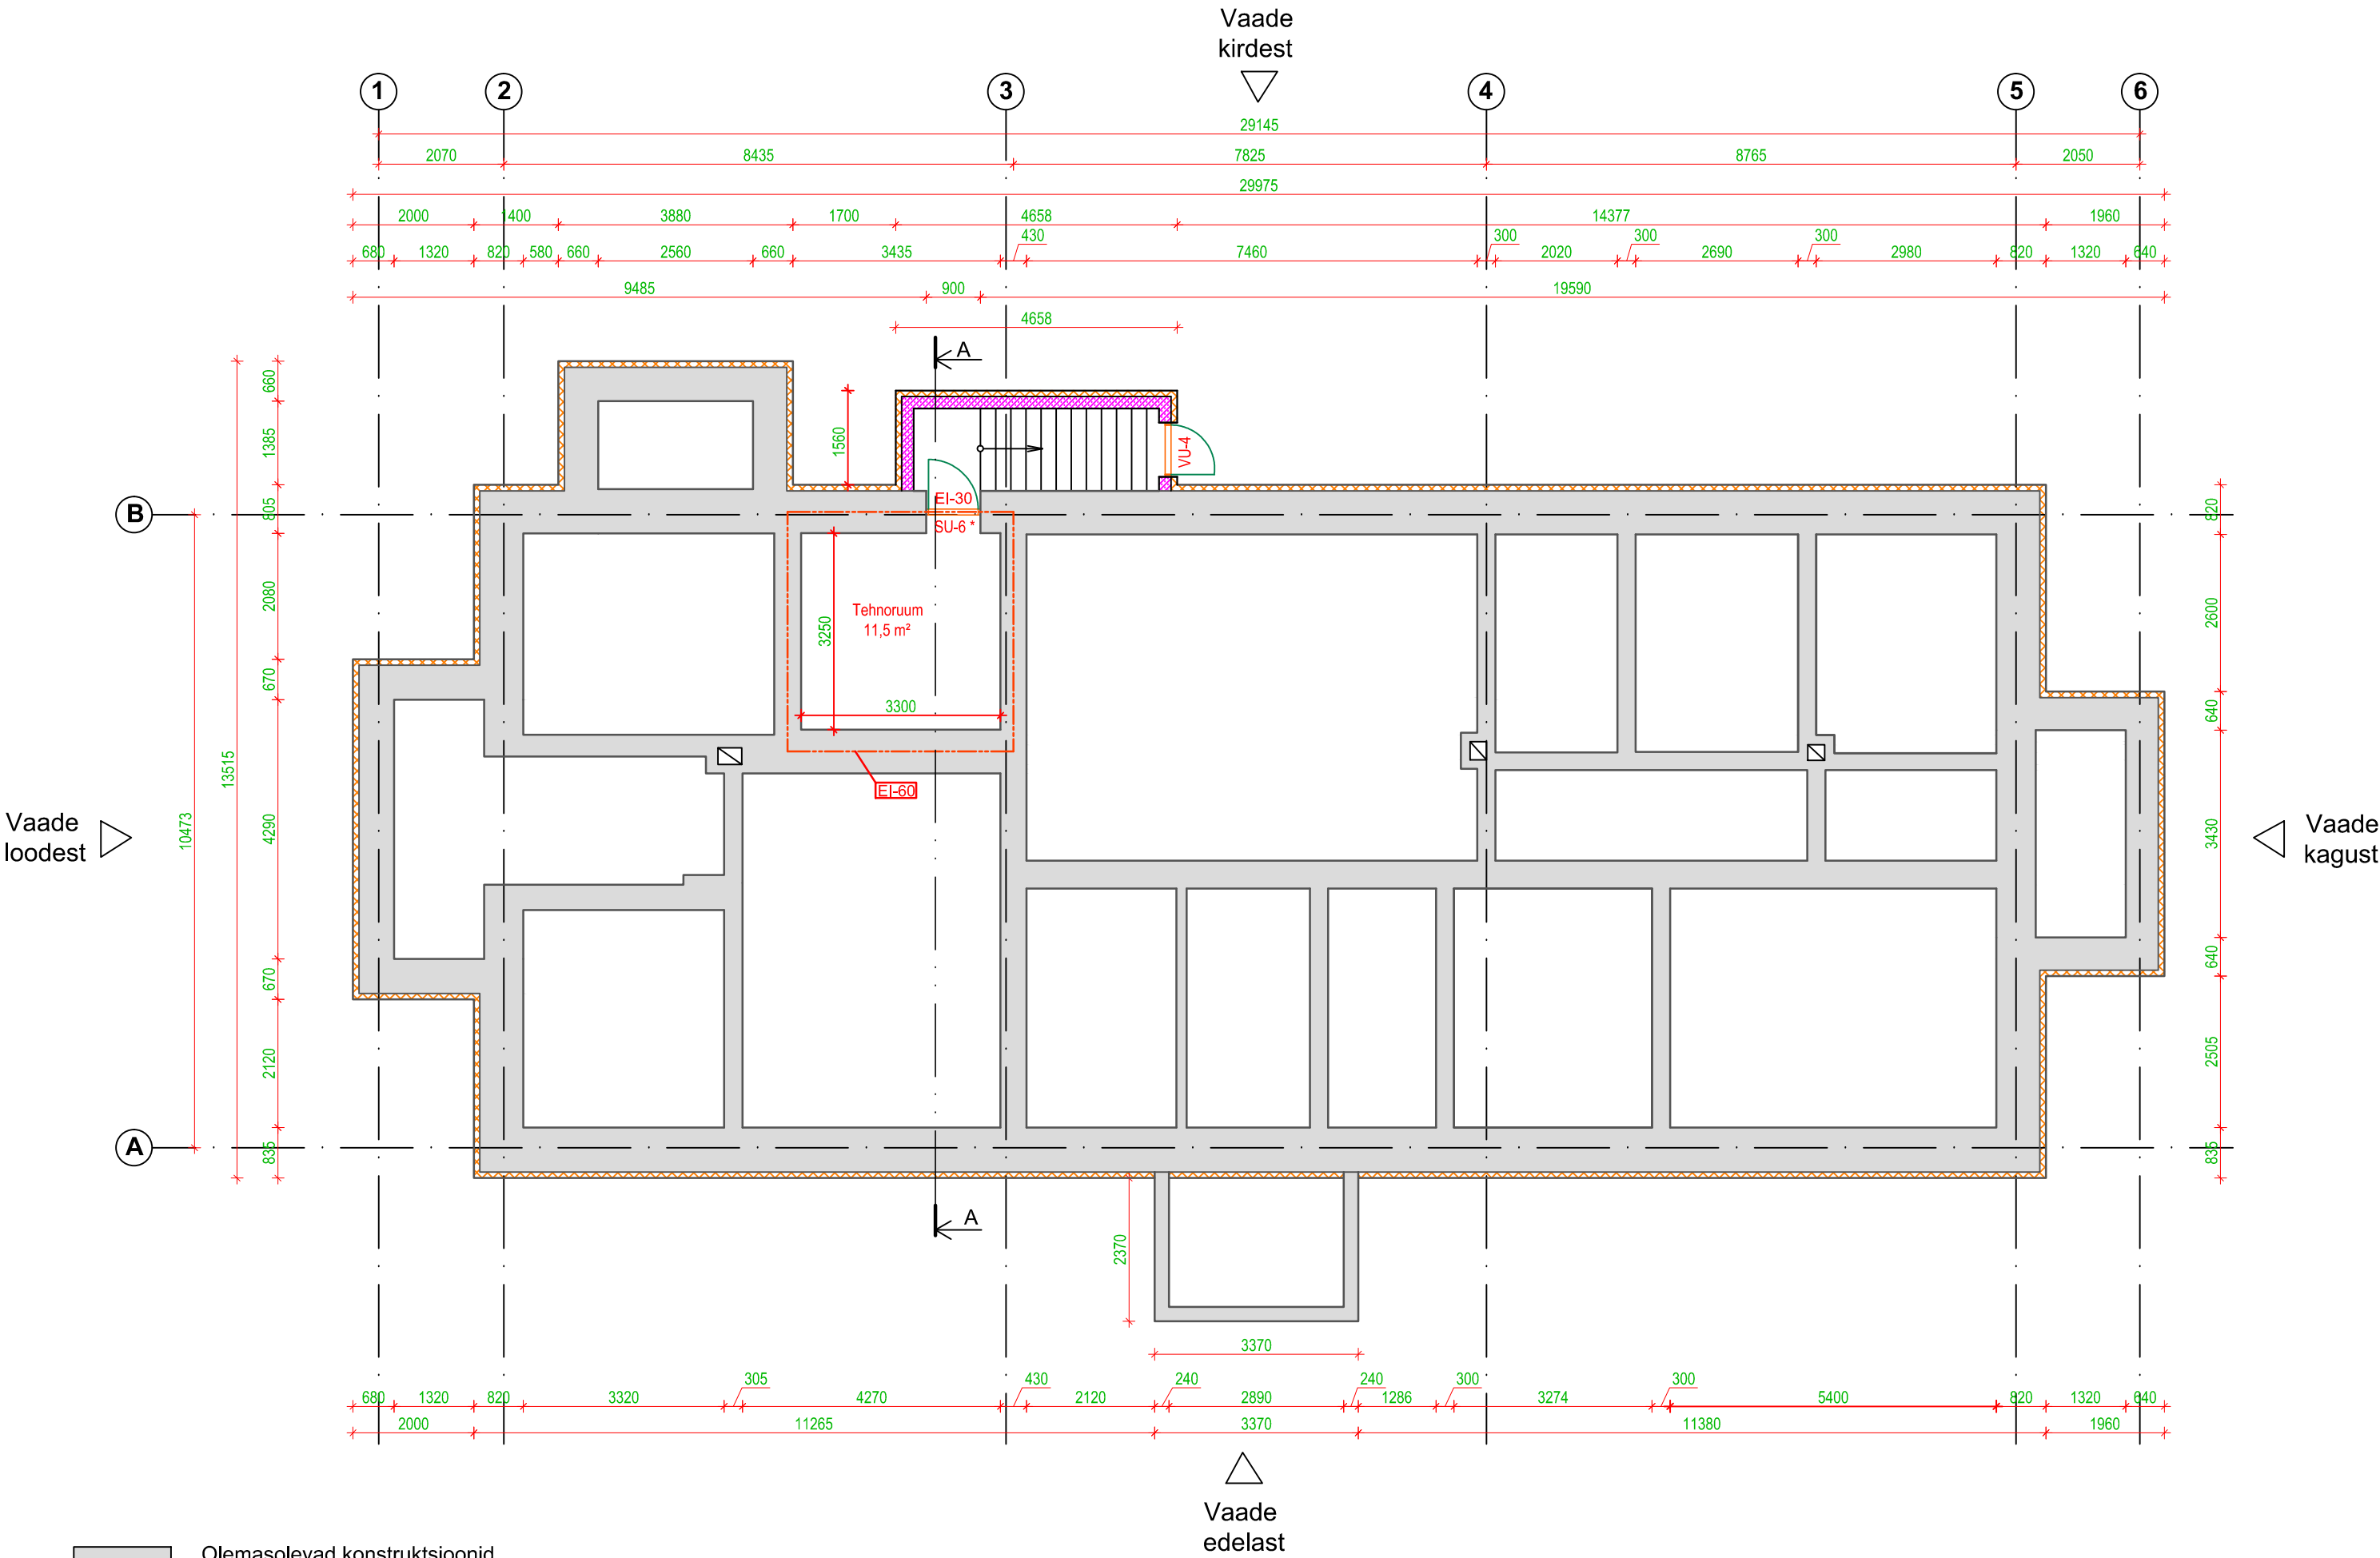 Vaade
kirdest
1 2 3 4 5 6
29145
2070 8435 7825 8765 2050
29975
2000 1400 3880 1700 4658 14377 1960
430 300 300 300
680 1320 820 580 660 2560 660 3435 7460 2020 2690 2980 820 1320 640
9485 900 19590
4658
A
660
1385
1560
VU-4
805
B
EI-30
SU-6 *
820
2080
Tehnoruum
11,5 m²
3250
2600
670
3300
640
13515
EI-60
10473
4290
3430
Vaade
loodest
Vaade
kagust
670
640
2120
2505
A
835
835
A
2370
3370
305 430 240 240 300 300
680 1320 820 3320 4270 2120 2890 1286 3274 5400 820 1320 640
2000 11265 3370 11380 1960
Vaade
edelast
Olemasolevad konstruktsioonid